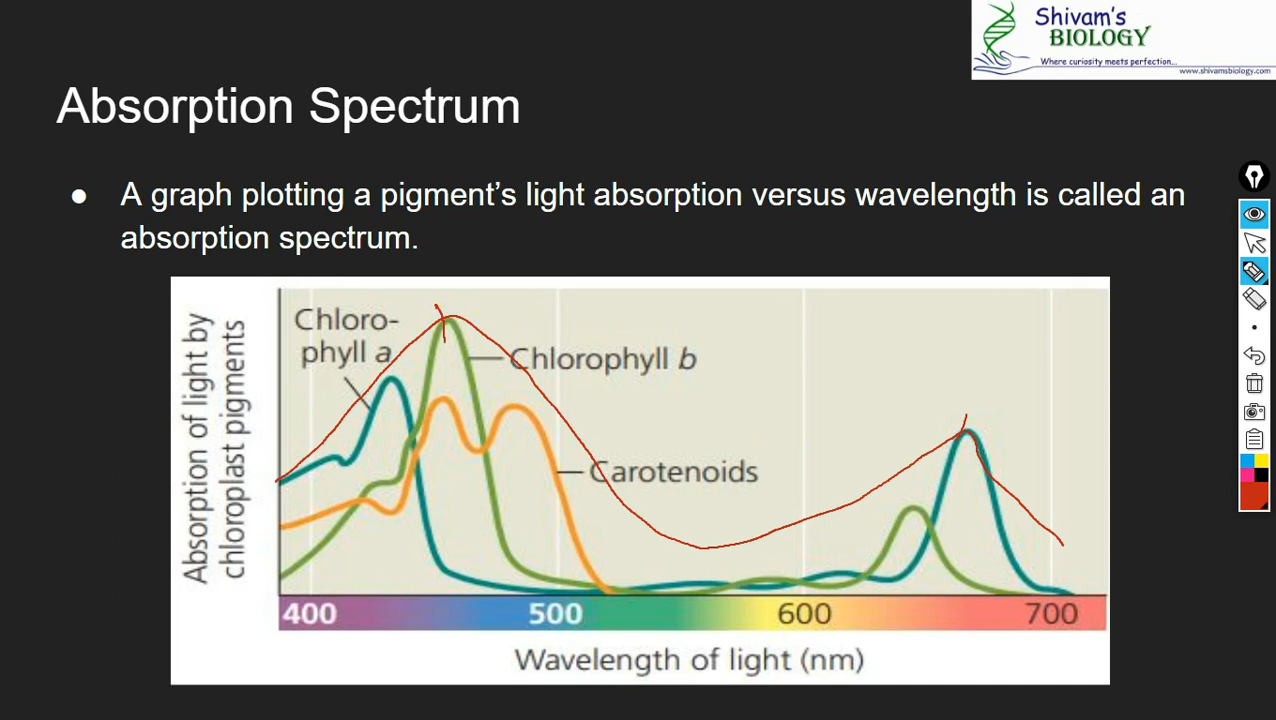 Shivam's
BIOLOGY
Where curiosity meets perfection...
www.shivamsbiology.com
Absorption Spectrum
● A graph plotting a pigment's light absorption versus wavelength is called an
absorption spectrum.
Absorption of light by
chloroplast pigments
Chloro-
phyll a
Chlorophyll b
Carotenoids
400 500 600 700
Wavelength of light (nm)